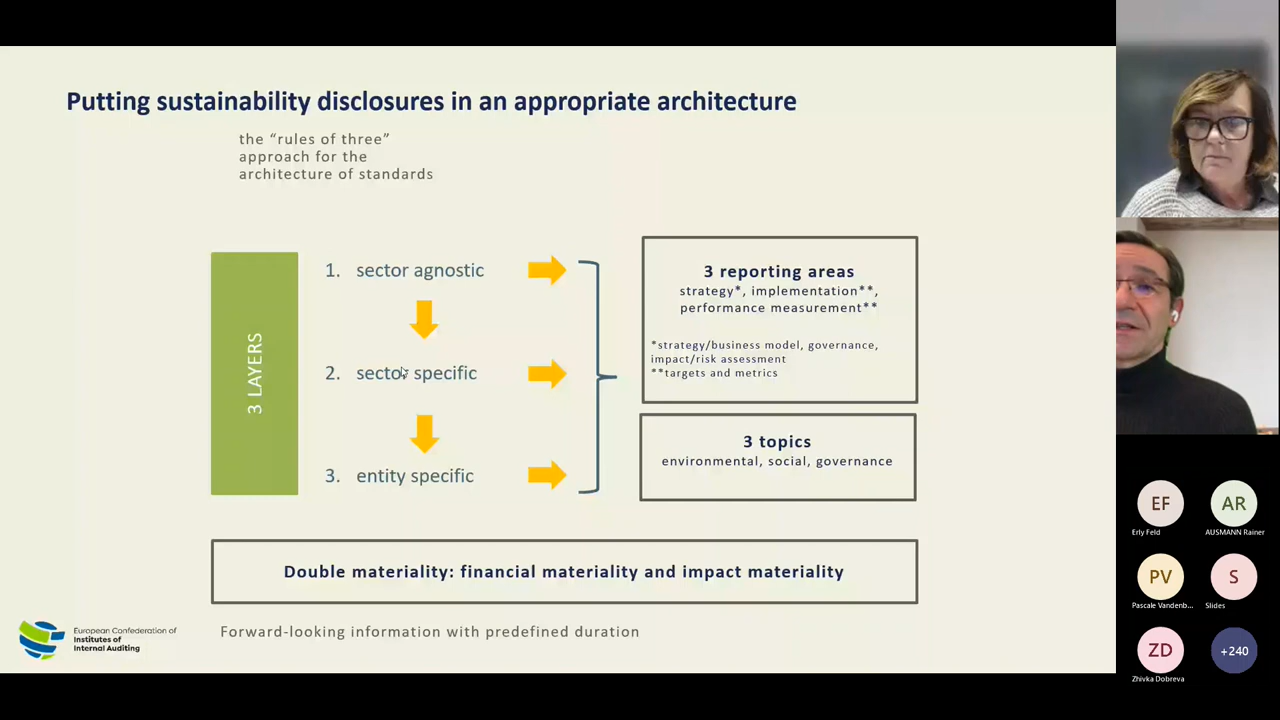 Putting sustainability disclosures in an appropriate architecture
the “rules of three”
approach for the
architecture of standards
3 LAYERS
1. sector agnostic
2. sector specific
3. entity specific
3 reporting areas
strategy*, implementation**,
performance measurement**
*strategy/business model, governance,
impact/risk assessment
**targets and metrics
3 topics
environmental, social, governance
Double materiality: financial materiality and impact materiality
Forward-looking information with predefined duration
European Confederation of
Institutes of
Internal Auditing
EF
Erly Feld
AR
AUSMANN Rainer
PV
Pascale Vandenb...
S
Slides
ZD
Zhivka Dobreva
+240